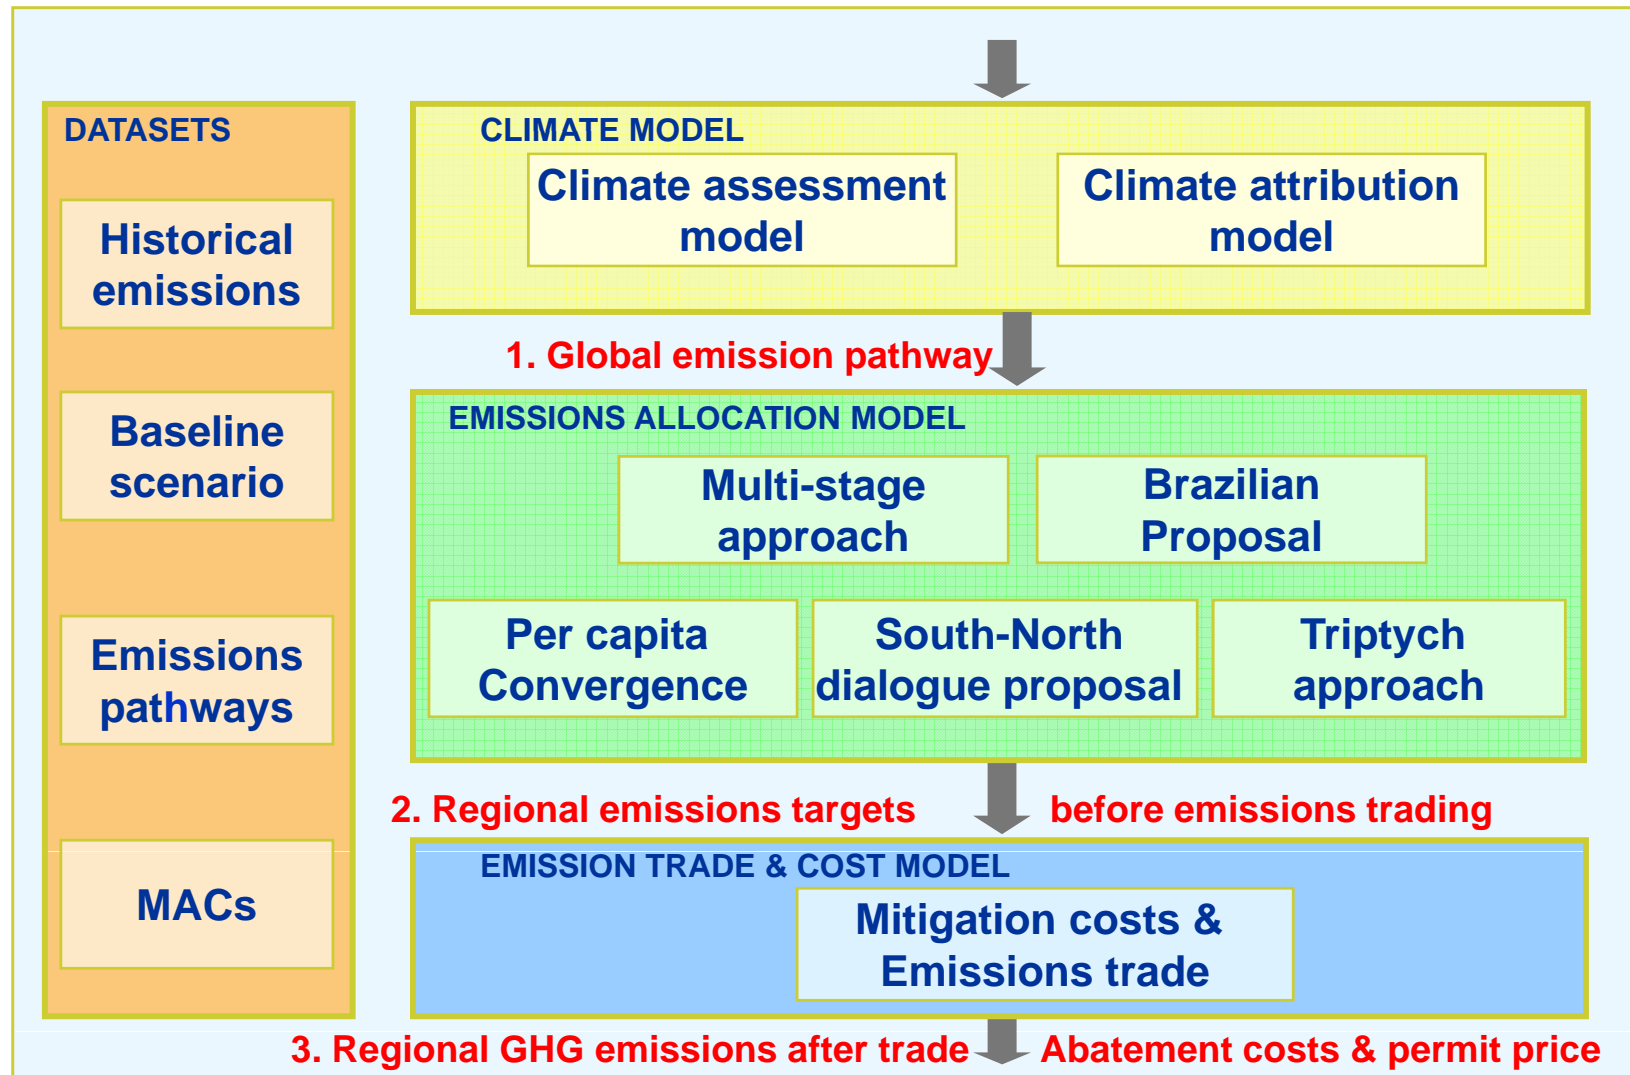 DATASETS
Historical
emissions
Baseline
scenario
Emissions
pathways
MACs
CLIMATE MODEL
Climate assessment
model
Climate attribution
model
1. Global emission pathway
EMISSIONS ALLOCATION MODEL
Multi-stage
approach
Brazilian
Proposal
Per capita
Convergence
South-North
dialogue proposal
Triptych
approach
2. Regional emissions targets before emissions trading
EMISSION TRADE & COST MODEL
Mitigation costs &
Emissions trade
3. Regional GHG emissions after trade Abatement costs & permit price